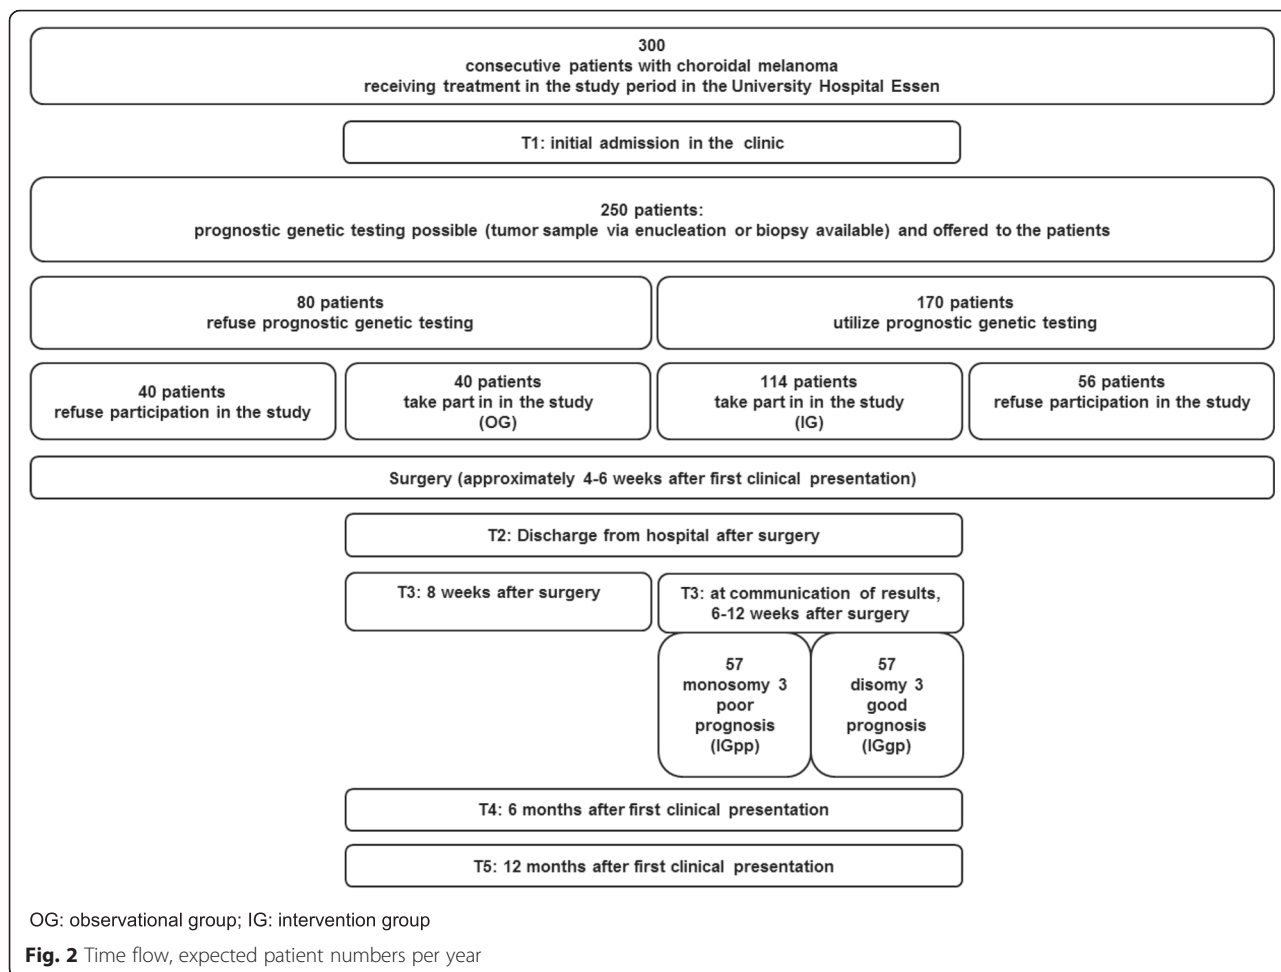 300
consecutive patients with choroidal melanoma
receiving treatment in the study period in the University Hospital Essen
T1: initial admission in the clinic
250 patients:
prognostic genetic testing possible (tumor sample via enucleation or biopsy available) and offered to the patients
80 patients
refuse prognostic genetic testing
170 patients
utilize prognostic genetic testing
40 patients
refuse participation in the study
40 patients
take part in in the study
(OG)
114 patients
take part in in the study
(IG)
56 patients
refuse participation in the study
Surgery (approximately 4-6 weeks after first clinical presentation)
T2: Discharge from hospital after surgery
T3: 8 weeks after surgery
T3: at communication of results,
6-12 weeks after surgery
57
monosomy 3
poor
prognosis
(IGpp)
57
disomy 3
good
prognosis
(IGgp)
T4: 6 months after first clinical presentation
T5: 12 months after first clinical presentation
OG: observational group; IG: intervention group
Fig. 2 Time flow, expected patient numbers per year